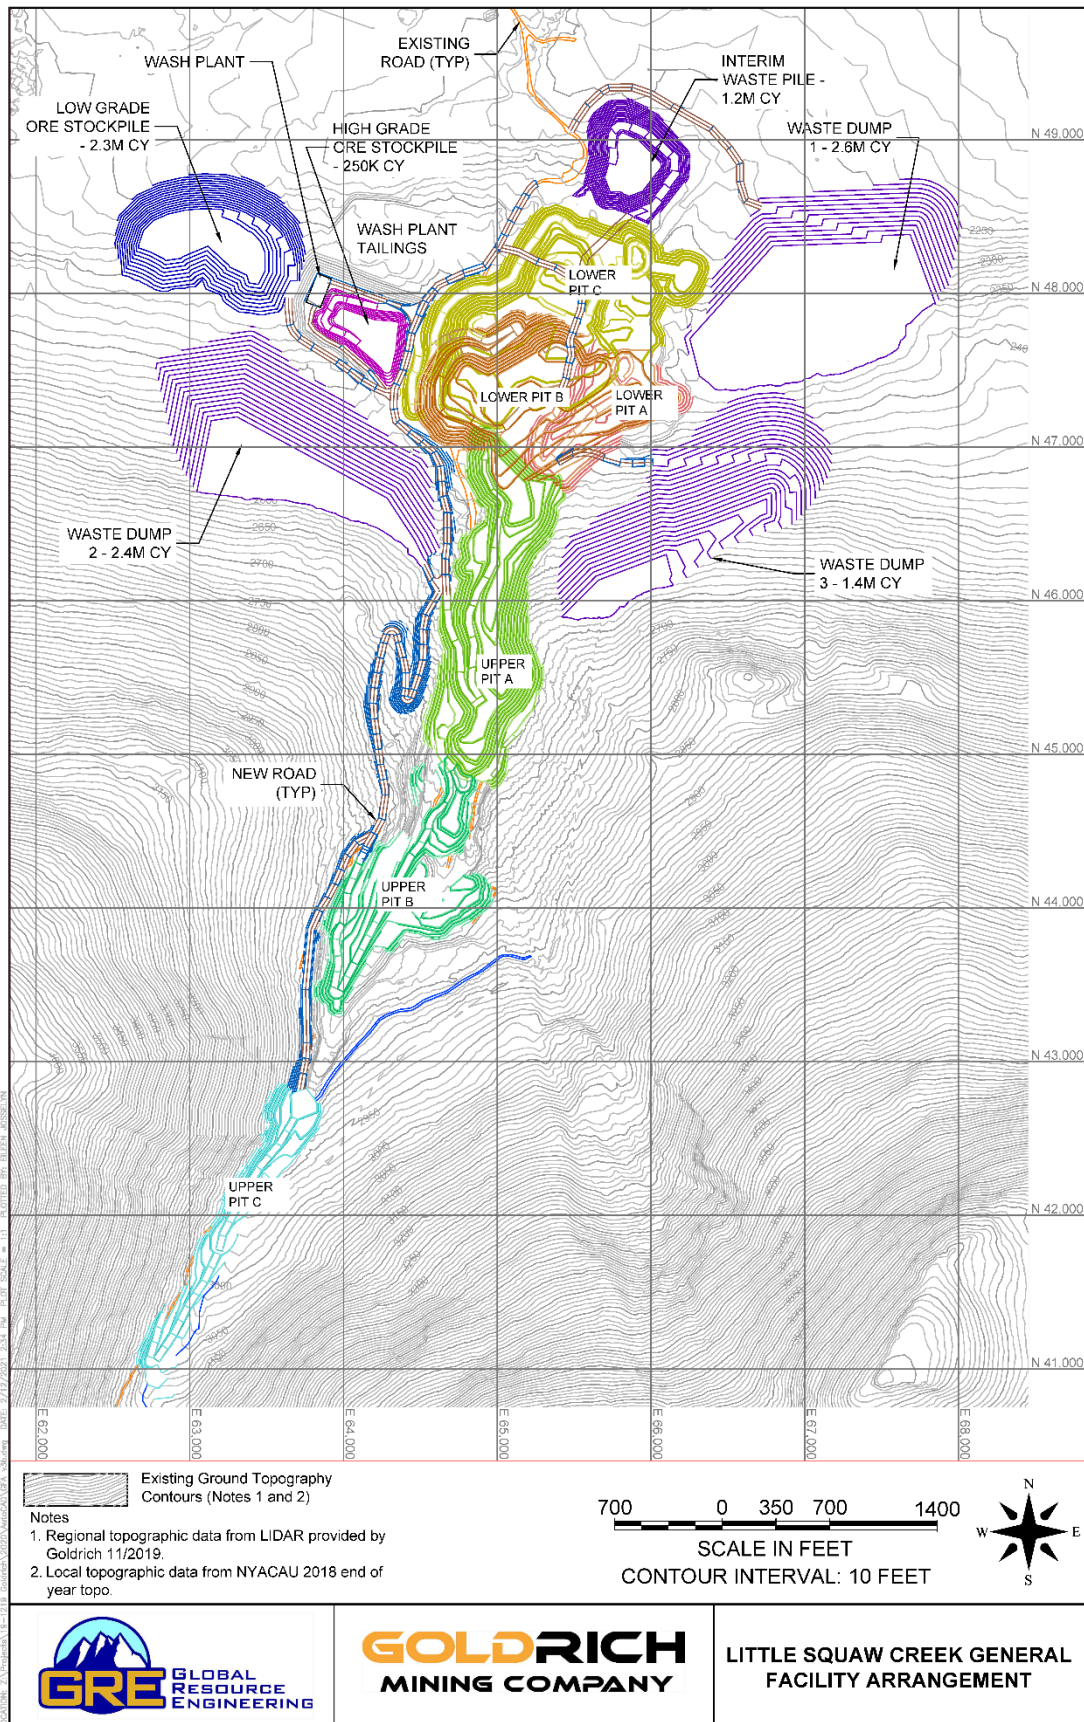 EXISTING
ROAD (TYP)
WASH PLANT
INTERIM
WASTE PILE -
1.2M CY
LOW GRADE
ORE STOCKPILE
- 2.3M CY
HIGH GRADE
ORE STOCKPILE
- 250K CY
WASTE DUMP
1 - 2.6M CY
N 49,000
WASH PLANT
TAILINGS
LOWER
PIT C
N 48,000
LOWER PIT B
LOWER
PIT A
N 47,000
WASTE DUMP
2 - 2.4M CY
WASTE DUMP
3 - 1.4M CY
N 46,000
UPPER
PIT A
N 45,000
NEW ROAD
(TYP)
UPPER
PIT B
N 44,000
N 43,000
UPPER
PIT C
N 42,000
N 41,000
E 62,000
E 63,000
E 64,000
E 65,000
E 66,000
E 67,000
E 68,000
Existing Ground Topography
Contours (Notes 1 and 2)
Notes
1. Regional topographic data from LIDAR provided by
Goldrich 11/2019.
2. Local topographic data from NYACAU 2018 end of
year topo.
700 0 350 700 1400
SCALE IN FEET
CONTOUR INTERVAL: 10 FEET
N
W E
S
GRE
GLOBAL
RESOURCE
ENGINEERING
GOLDRICH
MINING COMPANY
LITTLE SQUAW CREEK GENERAL
FACILITY ARRANGEMENT